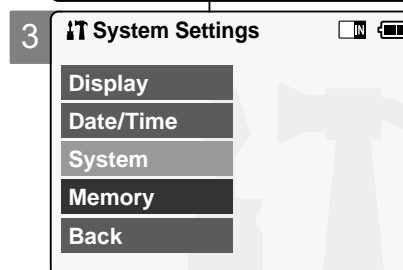 3
System Settings
IN
Display
Date/Time
System
Memory
Back